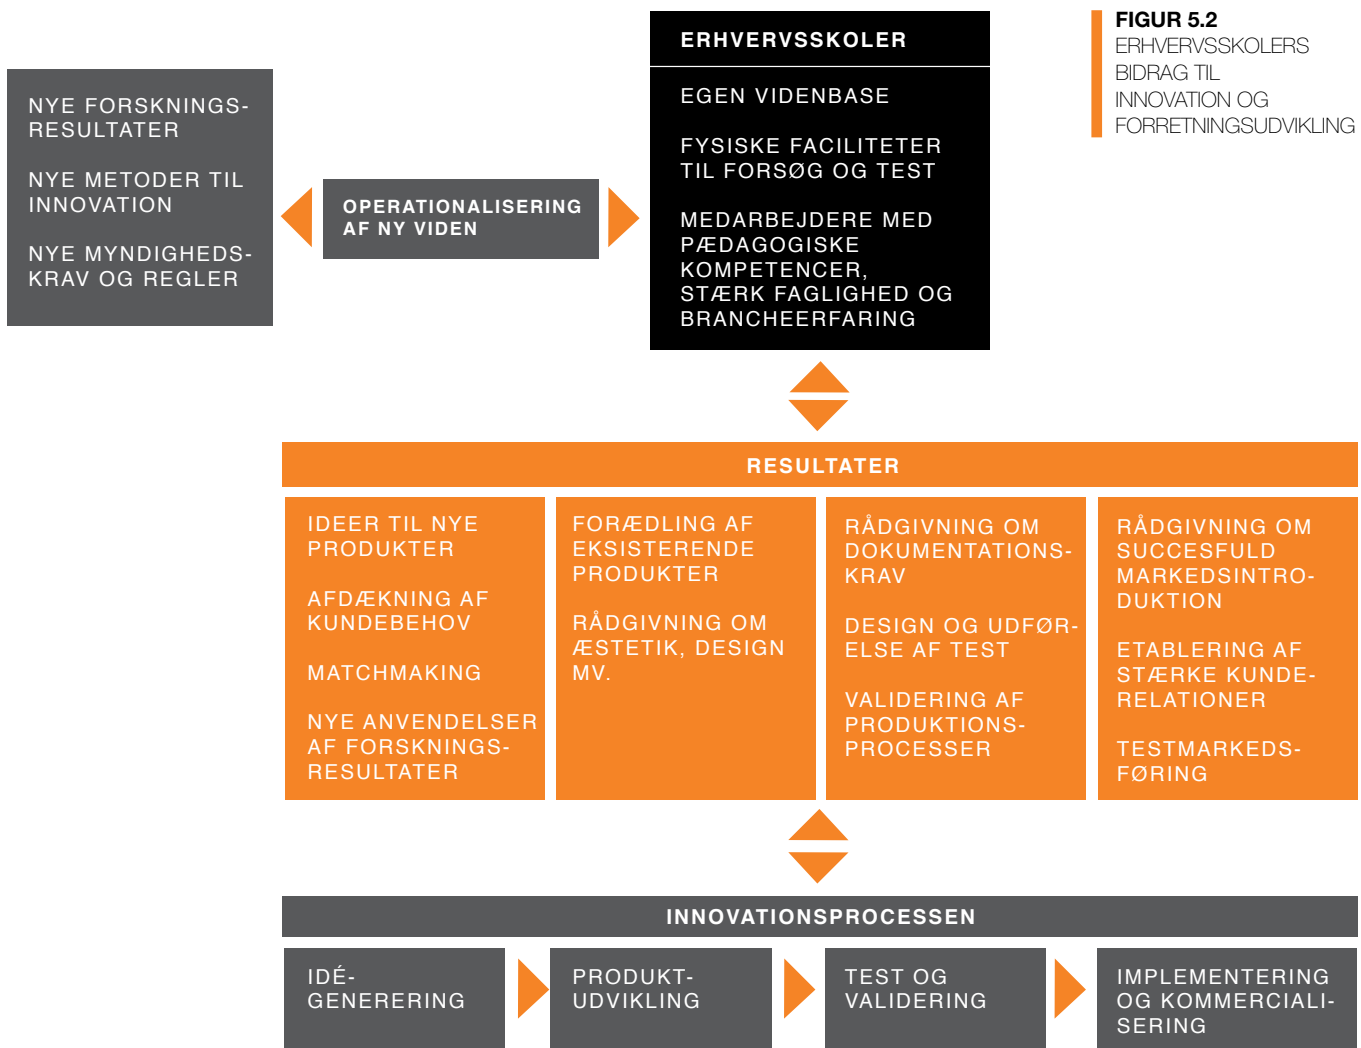 FIGUR 5.2
ERHVERVSSKOLERS
BIDRAG TIL
INNOVATION OG
FORRETNINGSUDVIKLING
NYE FORSKNINGS-
RESULTATER
NYE METODER TIL
INNOVATION
NYE MYNDIGHEDS-
KRAV OG REGLER
OPERATIONALISERING
AF NY VIDEN
ERHVERVSSKOLER
EGEN VIDENBASE
FYSISKE FACILITETER
TIL FORSØG OG TEST
MEDARBEJDERE MED
PÆDAGOGISKE
KOMPETENCER,
STÆRK FAGLIGHED OG
BRANCHEERFARING
RESULTATER
IDEER TIL NYE
PRODUKTER
AFDÆKNING AF
KUNDEBEHOV
MATCHMAKING
NYE ANVENDELSER
AF FORSKNINGS-
RESULTATER
FORÆDLING AF
EKSISTERENDE
PRODUKTER
RÅDGIVNING OM
ÆSTETIK, DESIGN
MV.
RÅDGIVNING OM
DOKUMENTATIONS-
KRAV
DESIGN OG UDFØR-
ELSE AF TEST
VALIDERING AF
PRODUKTIONS-
PROCESSER
RÅDGIVNING OM
SUCCESFULD
MARKEDSINTRO-
DUKTION
ETABLERING AF
STÆRKE KUNDE-
RELATIONER
TESTMARKEDS-
FØRING
INNOVATIONSPROCESSEN
IDÉ-
GENERERING
PRODUKT-
UDVIKLING
TEST OG
VALIDERING
IMPLEMENTERING
OG KOMMERCIALI-
SERING